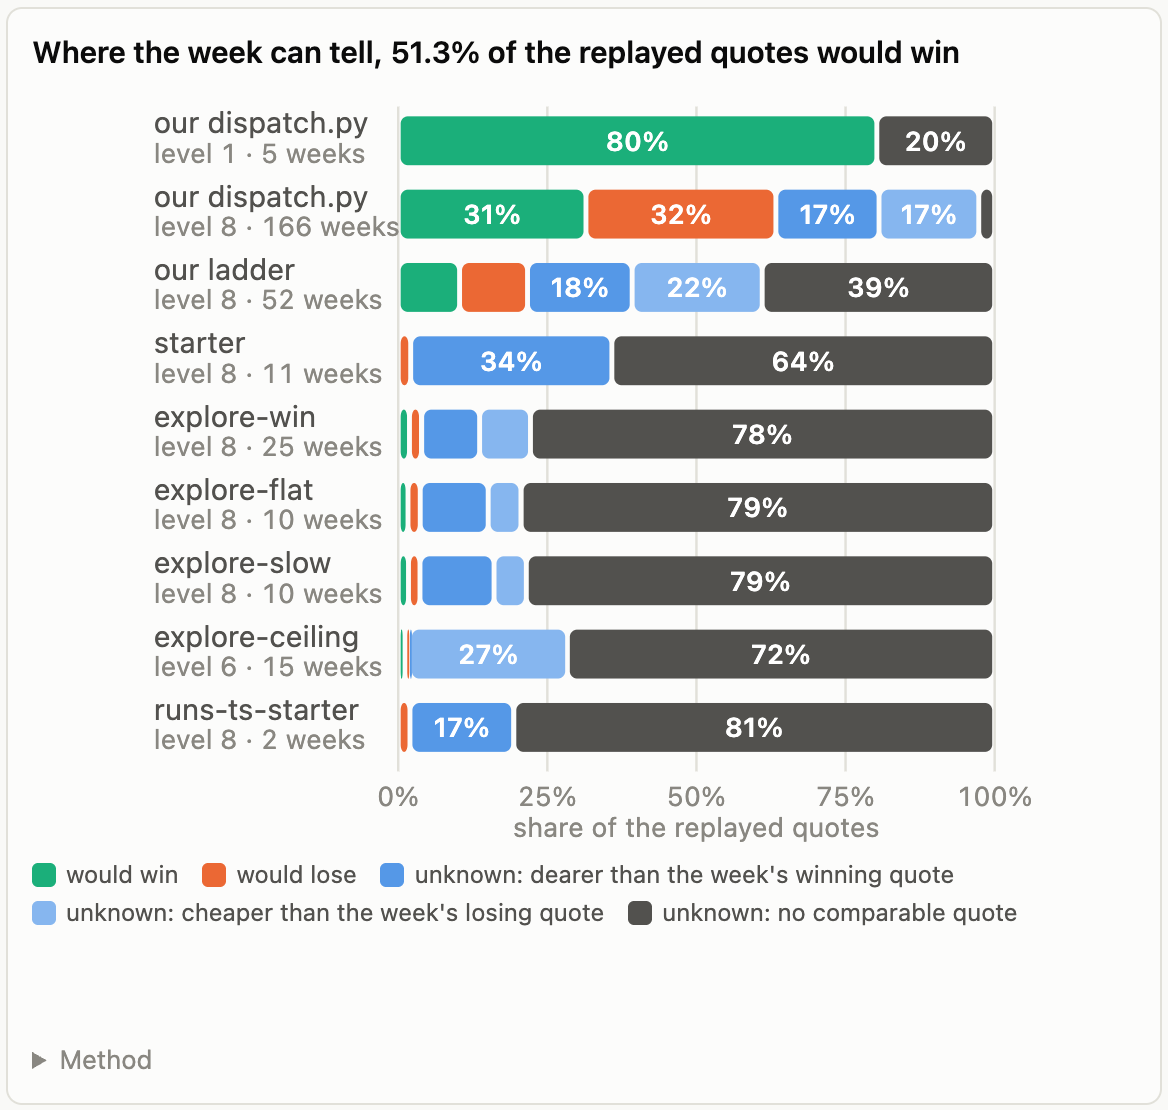 Where the week can tell, 51.3% of the replayed quotes would win
our dispatch.py
level 1 · 5 weeks
80%
20%
our dispatch.py
level 8 · 166 weeks
31%
32%
17%
17%
our ladder
level 8 · 52 weeks
18%
22%
39%
starter
level 8 · 11 weeks
34%
64%
explore-win
level 8 · 25 weeks
78%
explore-flat
level 8 · 10 weeks
79%
explore-slow
level 8 · 10 weeks
79%
explore-ceiling
level 6 · 15 weeks
27%
72%
runs-ts-starter
level 8 · 2 weeks
17%
81%
0%
25%
50%
75%
100%
share of the replayed quotes
would win
would lose
unknown: dearer than the week's winning quote
unknown: cheaper than the week's losing quote
unknown: no comparable quote
Method